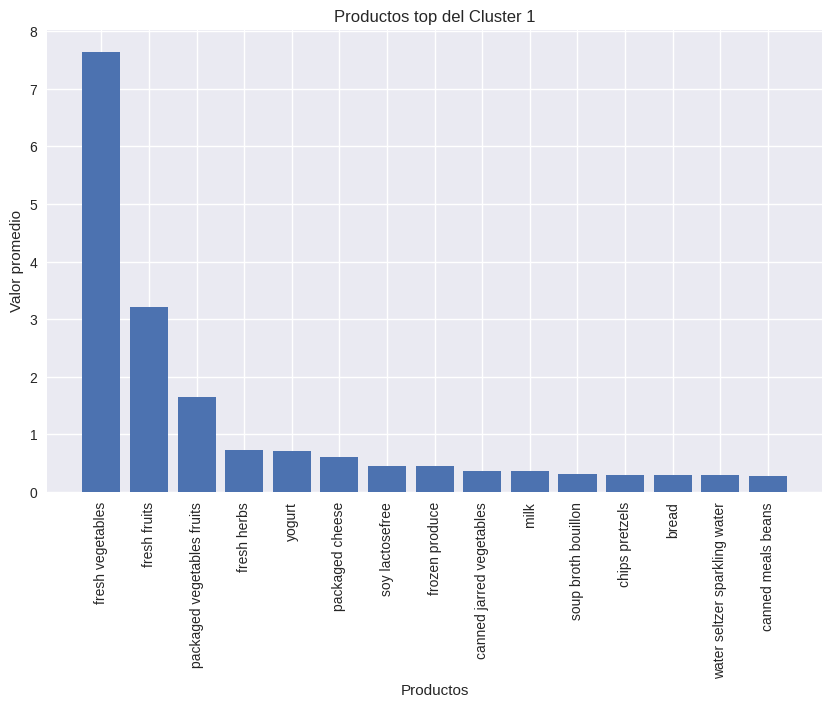 Productos top del Cluster 1
Valor promedio
8
7
6
5
4
3
2
1
0
fresh vegetables
fresh fruits
packaged vegetables fruits
fresh herbs
yogurt
packaged cheese
soy lactosefree
frozen produce
canned jarred vegetables
milk
soup broth bouillon
chips pretzels
bread
water seltzer sparkling water
canned meals beans
Productos